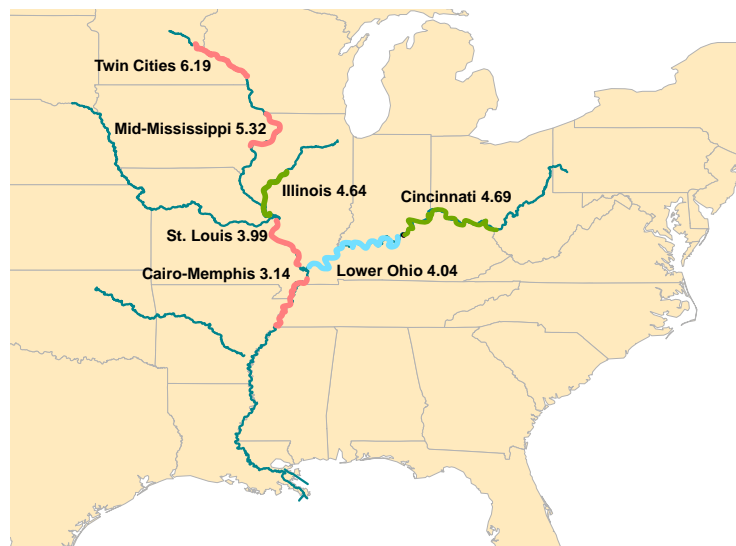 Twin Cities 6.19
Mid-Mississippi 5.32
Illinois 4.64
Cincinnati 4.69
St. Louis 3.99
Cairo-Memphis 3.14
Lower Ohio 4.04